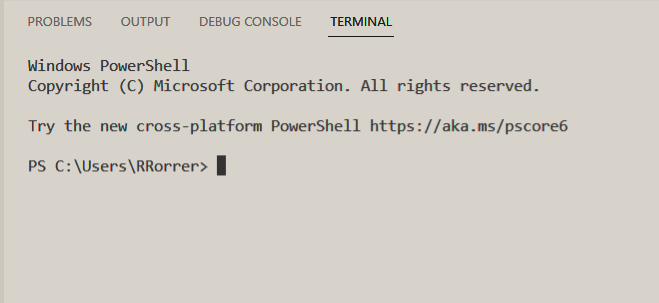 PROBLEMS OUTPUT DEBUG CONSOLE TERMINAL
Windows PowerShell
Copyright (C) Microsoft Corporation. All rights reserved.
Try the new cross-platform PowerShell https://aka.ms/pscore6
PS C:\Users\RRorrer>